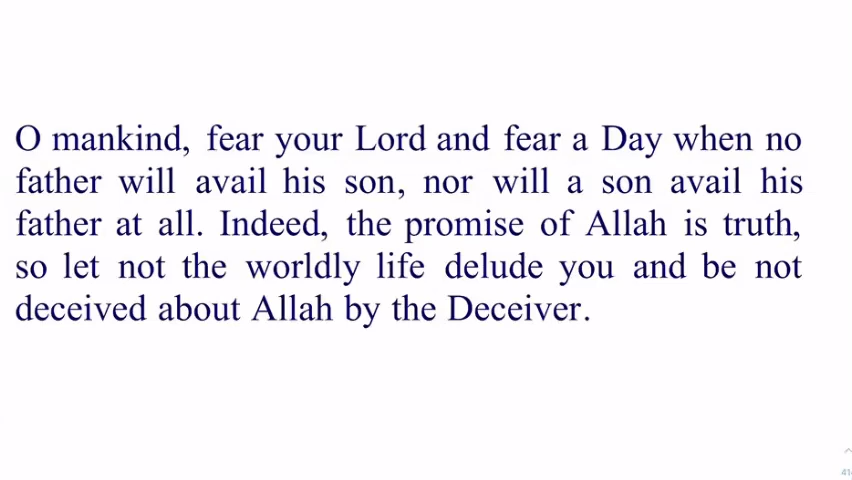 O mankind, fear your Lord and fear a Day when no
father will avail his son, nor will a son avail his
father at all. Indeed, the promise of Allah is truth,
so let not the worldly life delude you and be not
deceived about Allah by the Deceiver.